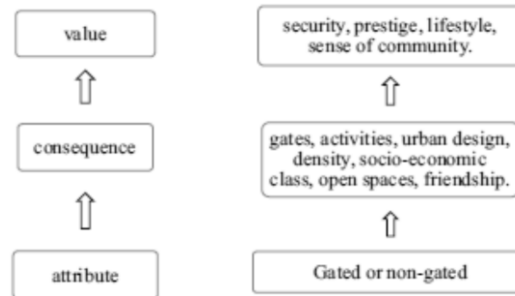 value
security, prestige, lifestyle,
sense of community.
consequence
gates, activities, urban design,
density, socio-economic
class, open spaces, friendship.
attribute
Gated or non-gated